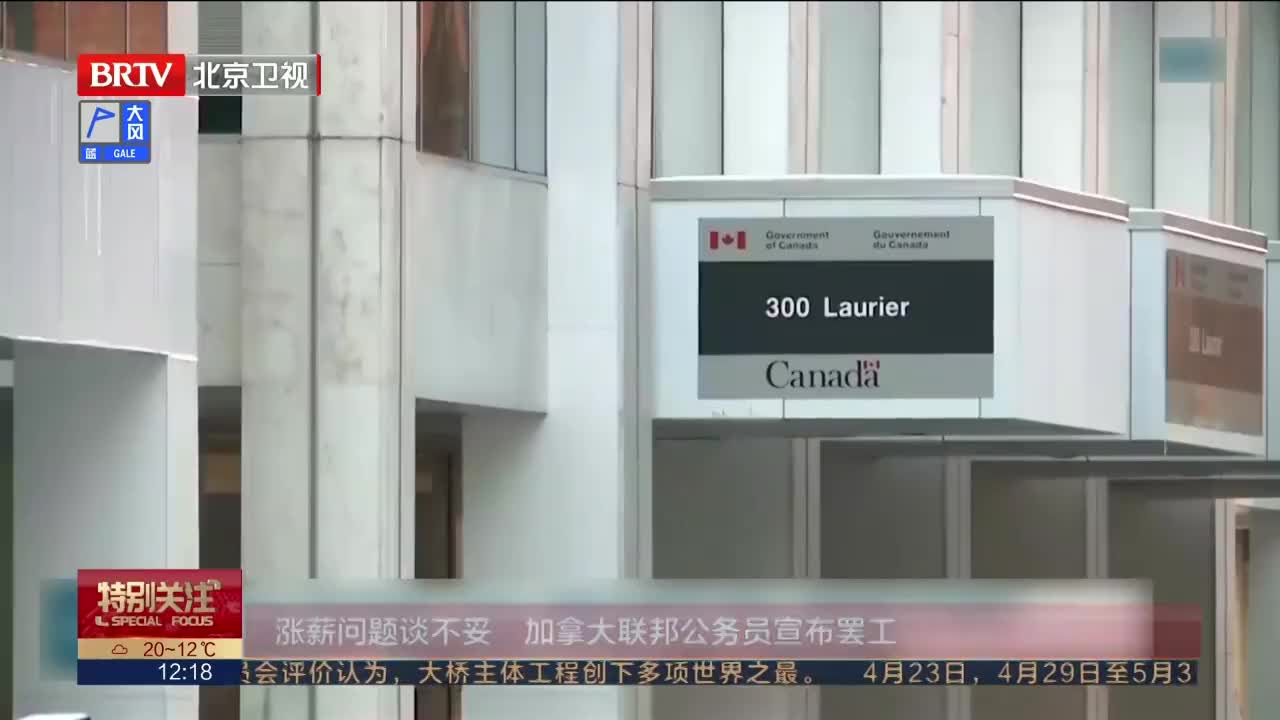 BRTV 北京卫视
大风
蓝 GALE
Government of Canada
Gouvernement du Canada
300 Laurier
Canada
特别关注
SPECIAL FOCUS
涨薪问题谈不妥 加拿大联邦公务员宣布罢工
20~12℃
12:18
员会评价认为，大桥主体工程创下多项世界之最。 4月23日，4月29日至5月3